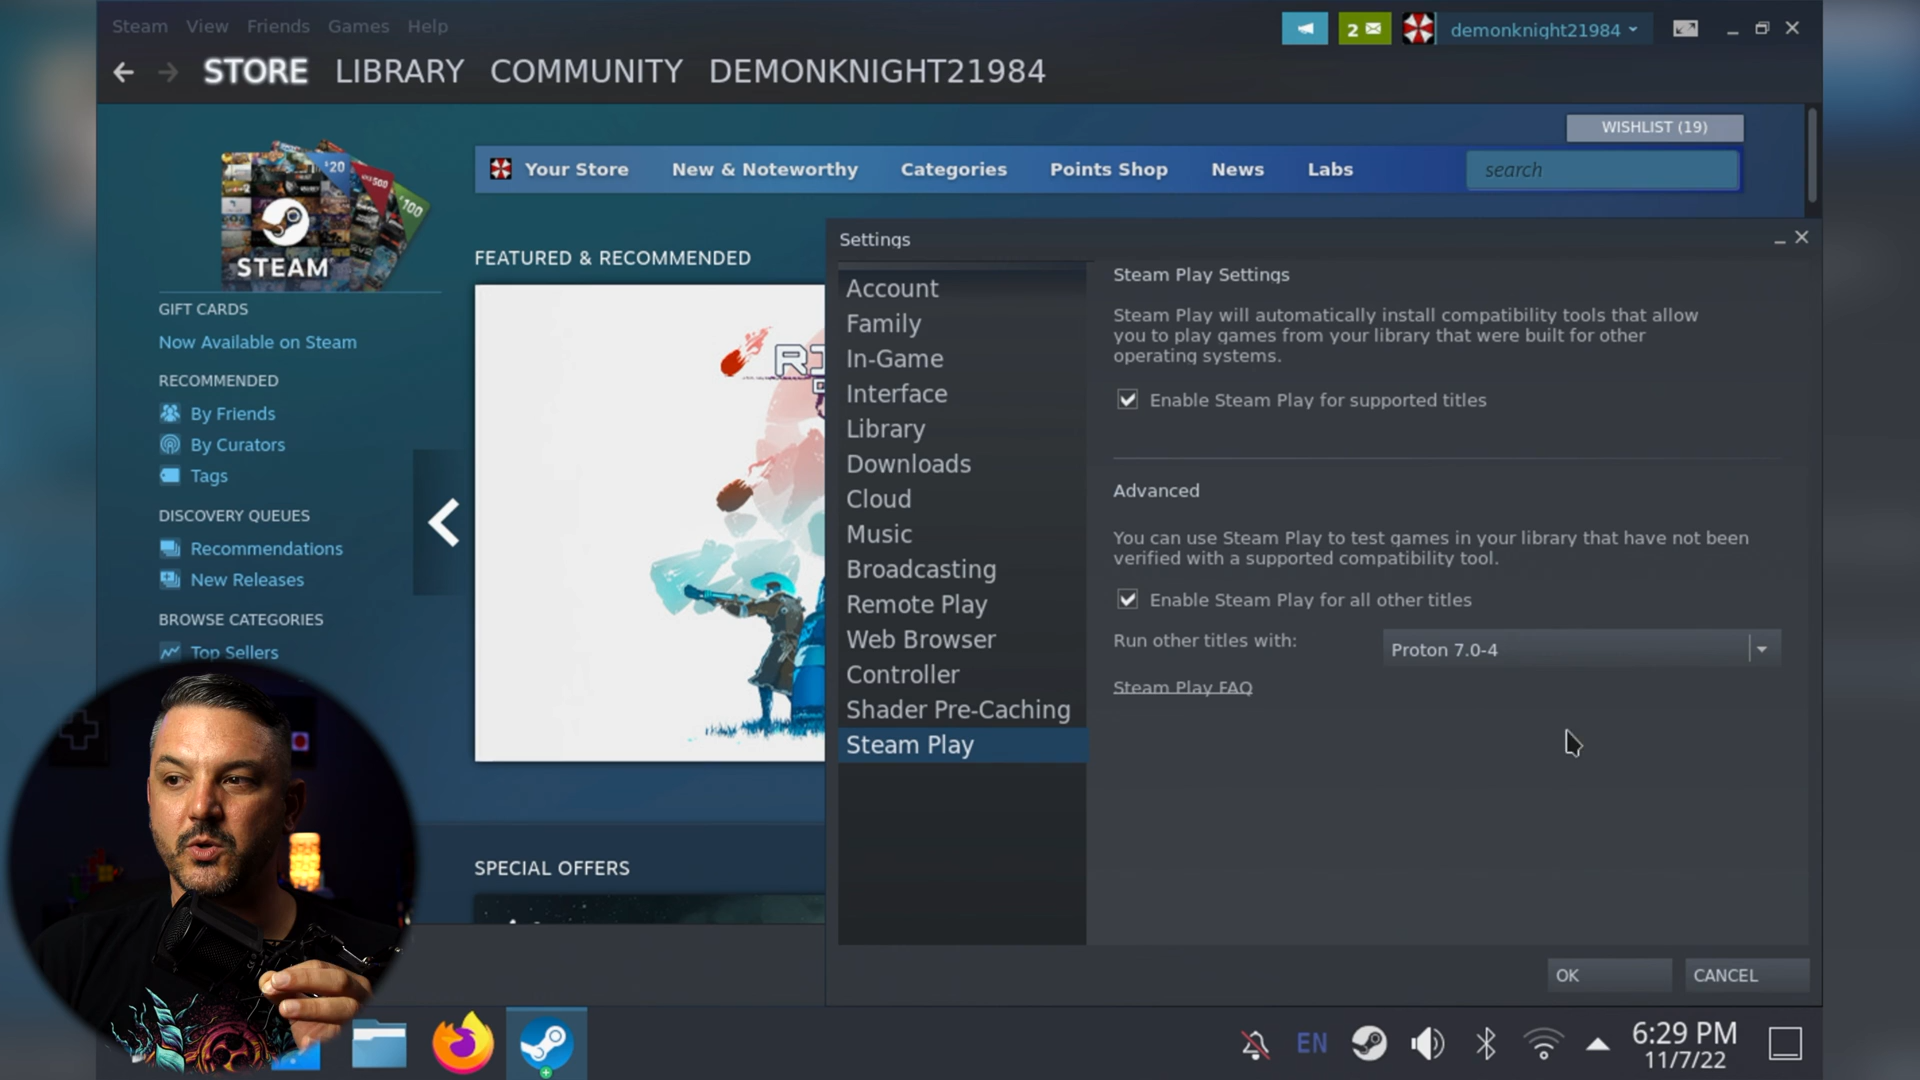 Steam View Friends Games Help
2
demonknight21984
STORE LIBRARY COMMUNITY DEMONKNIGHT21984
WISHLIST (19)
Your Store New & Noteworthy Categories Points Shop News Labs
search
$20
$100
STEAM
GIFT CARDS
Now Available on Steam
RECOMMENDED
By Friends
By Curators
Tags
DISCOVERY QUEUES
Recommendations
New Releases
BROWSE CATEGORIES
Top Sellers
FEATURED & RECOMMENDED
SPECIAL OFFERS
Settings
Account
Family
In-Game
Interface
Library
Downloads
Cloud
Music
Broadcasting
Remote Play
Web Browser
Controller
Shader Pre-Caching
Steam Play
Steam Play Settings
Steam Play will automatically install compatibility tools that allow
you to play games from your library that were built for other
operating systems.
Enable Steam Play for supported titles
Advanced
You can use Steam Play to test games in your library that have not been
verified with a supported compatibility tool.
Enable Steam Play for all other titles
Run other titles with: Proton 7.0-4
Steam Play FAQ
OK CANCEL
EN
6:29 PM
11/7/22